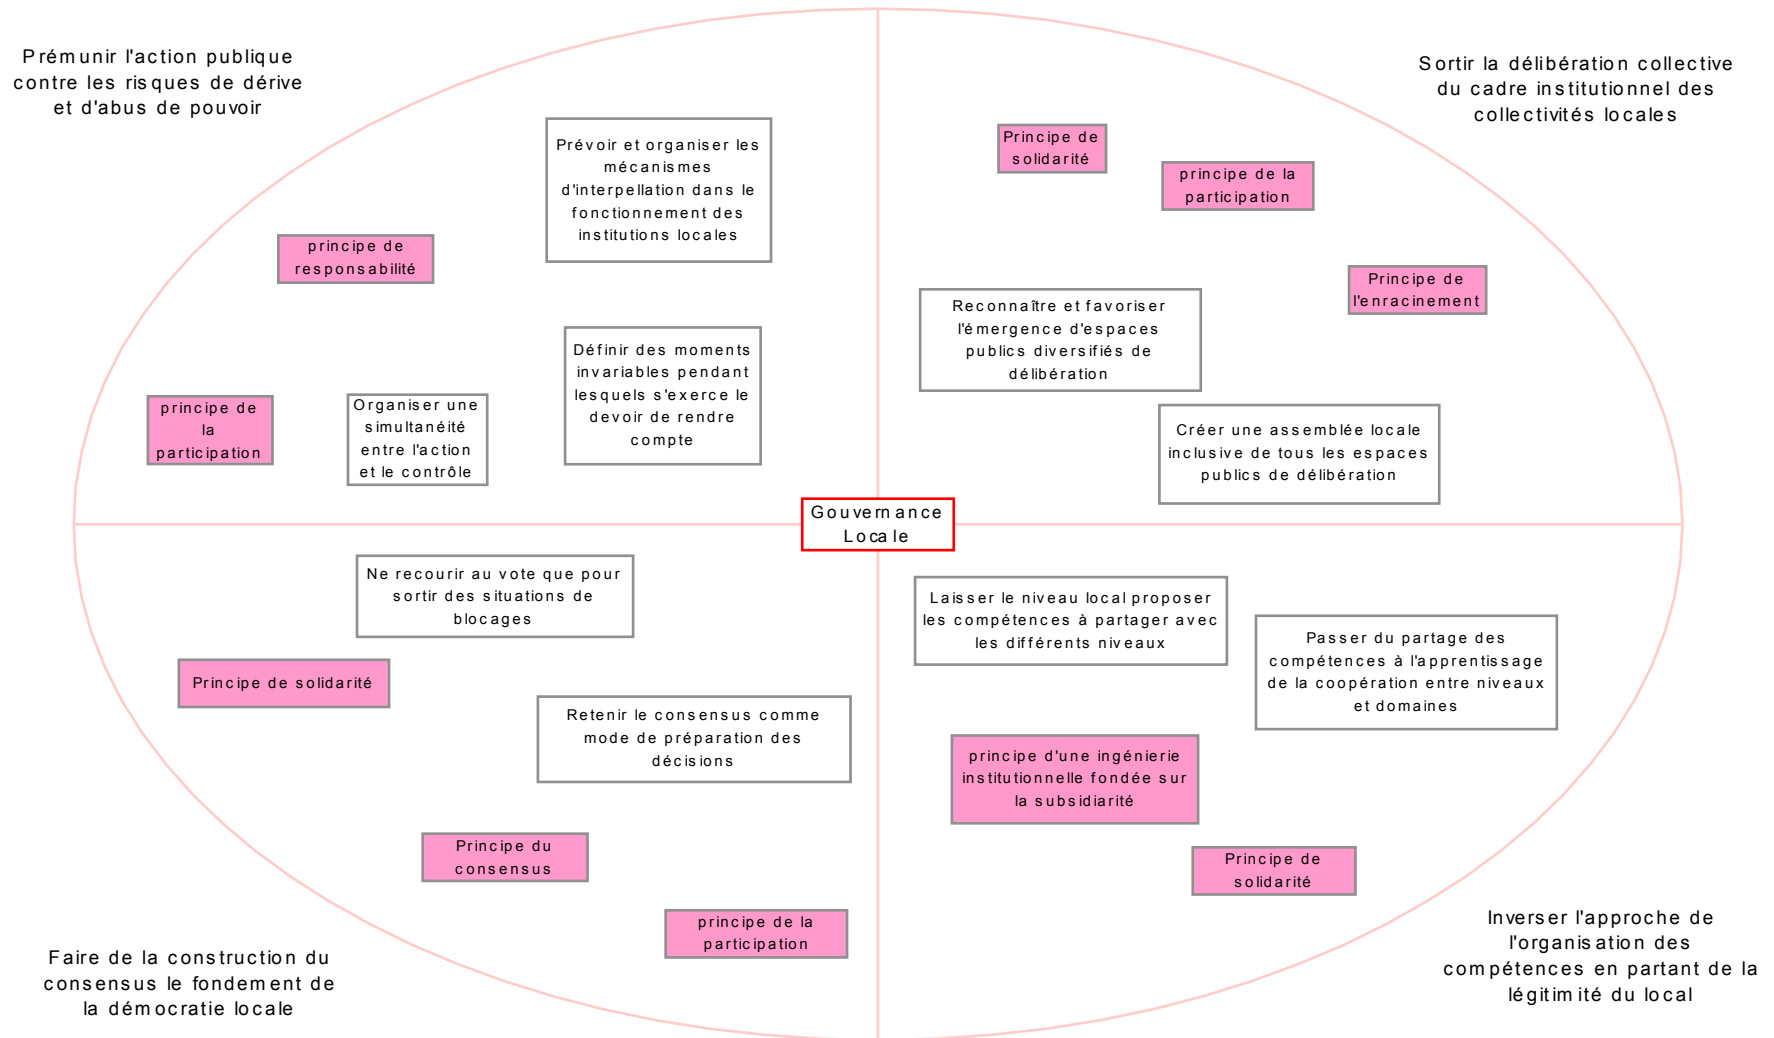 Prémunir l'action publique
contre les risques de dérive
et d'abus de pouvoir
Prévoir et organiser les
mécanismes
d'interpellation dans le
fonctionnement des
institutions locales
principe de
responsabilité
Définir des moments
invariables pendant
lesquels s'exerce le
devoir de rendre
compte
principe de
la
participation
Organiser une
simultanéité
entre l'action
et le contrôle
Sortir la délibération collective
du cadre institutionnel des
collectivités locales
Principe de
solidarité
principe de la
participation
Principe de
l'enracinement
Reconnaître et favoriser
l'émergence d'espaces
publics diversifiés de
délibération
Créer une assemblée locale
inclusive de tous les espaces
publics de délibération
Gouvernance
Locale
Ne recourir au vote que pour
sortir des situations de
blocages
Principe de solidarité
Retenir le consensus comme
mode de préparation des
décisions
Principe du
consensus
principe de la
participation
Faire de la construction du
consensus le fondement de
la démocratie locale
Laisser le niveau local proposer
les compétences à partager avec
les différents niveaux
Passer du partage des
compétences à l'apprentissage
de la coopération entre niveaux
et domaines
principe d'une ingénierie
institutionnelle fondée sur
la subsidiarité
Principe de
solidarité
Inverser l'approche de
l'organisation des
compétences en partant de la
légitimité du local